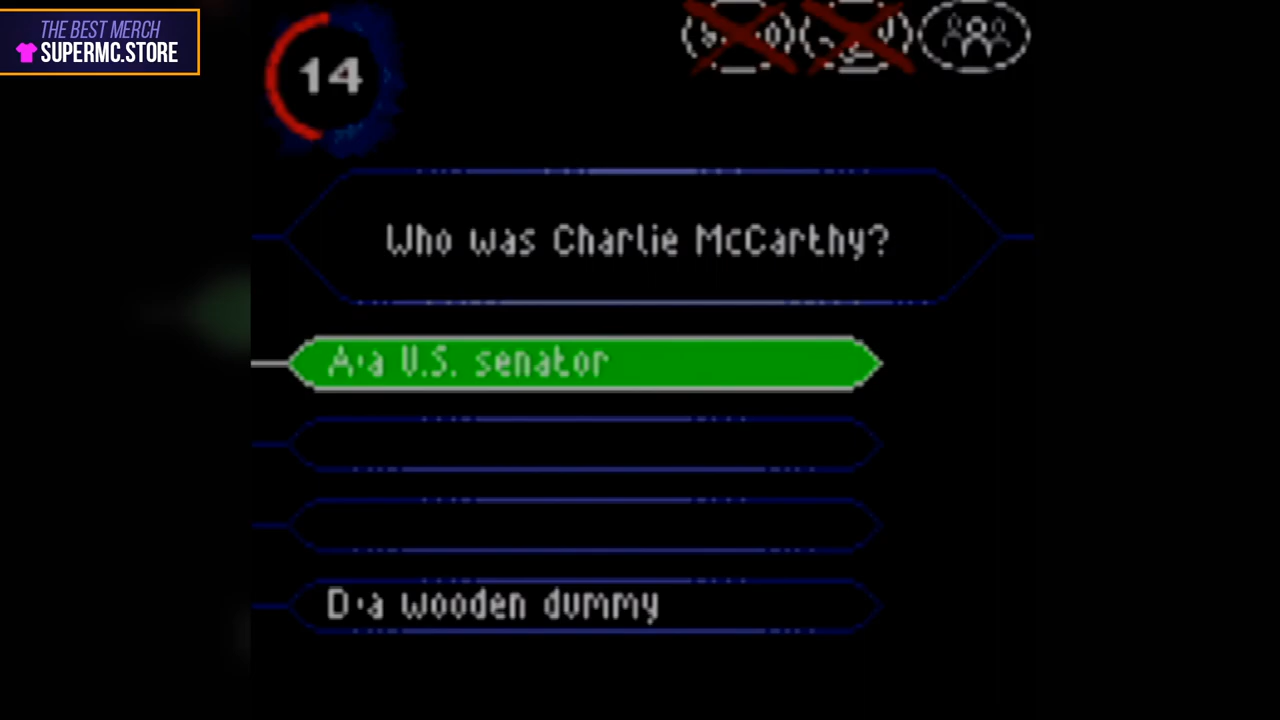 THE BEST MERCH
SUPERMC.STORE
14
Who was Charlie McCarthy?
A·a U.S. senator
D·a wooden dummy